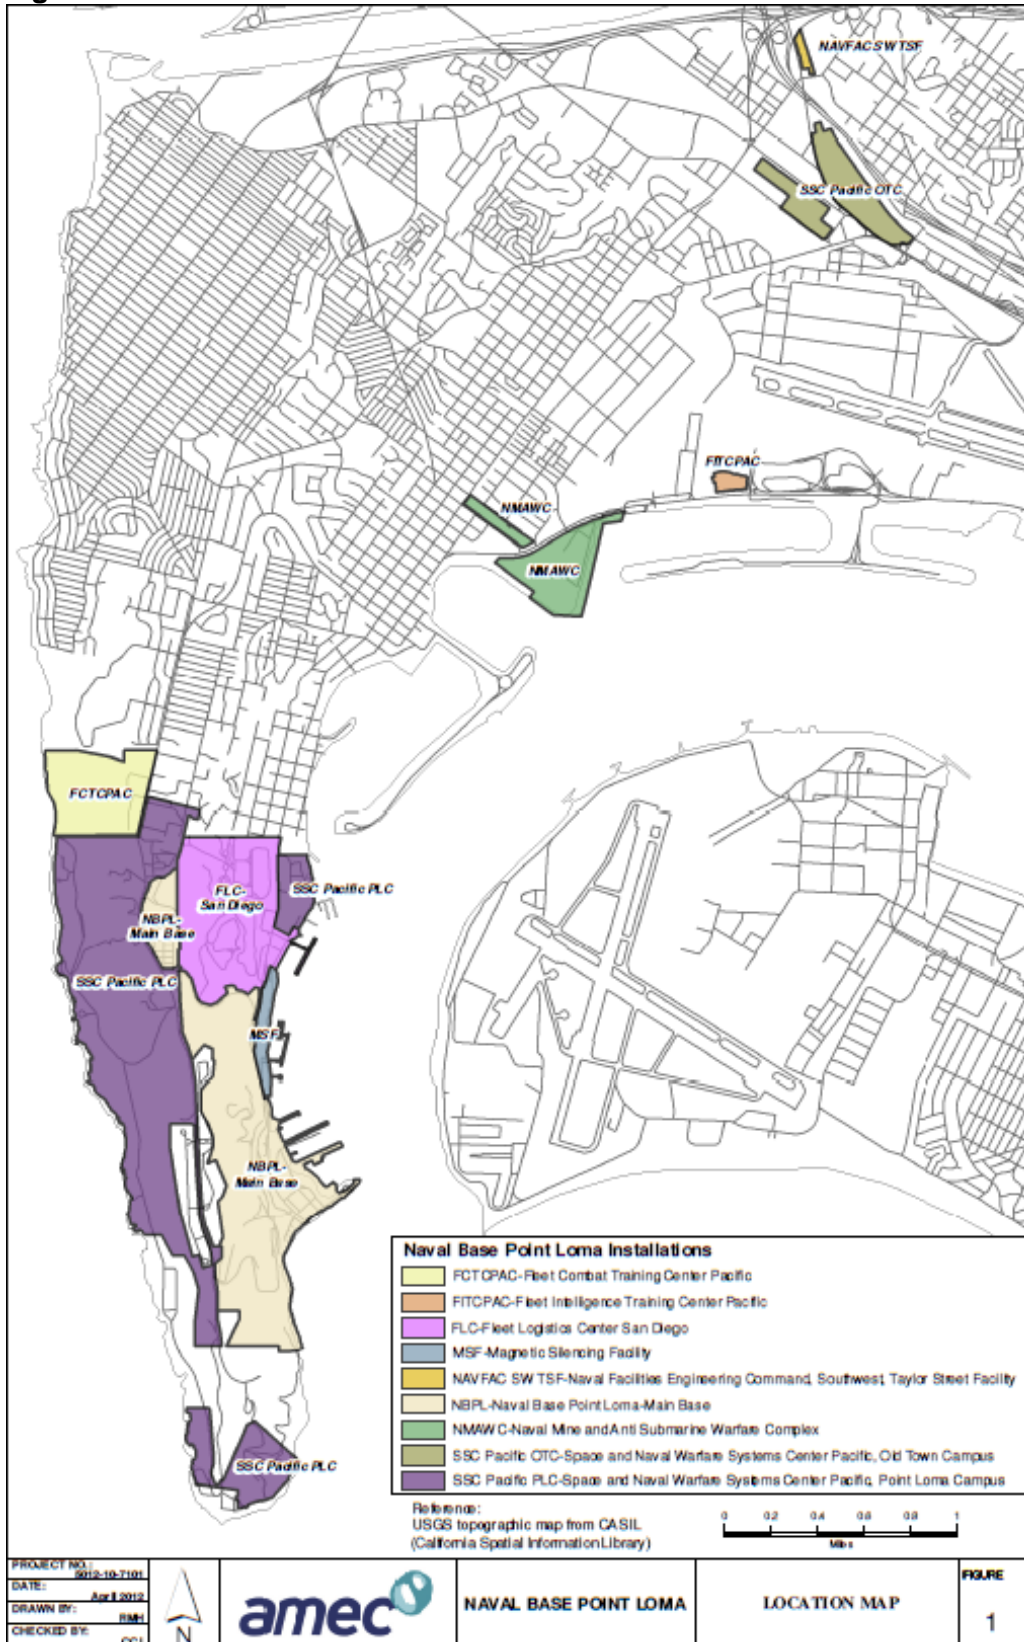 NAVFAC SW TSF
SSC Pacific OTC
FITCPAC
NMAWC
NMAWC
FCTCPAC
FLC-
San Diego
SSC Pacific PLC
NBPL-
Main Base
SSC Pacific PLC
MSF
NBPL-
Main Base
SSC Pacific PLC
Naval Base Point Loma Installations
FCTCPAC-Fleet Combat Training Center Pacific
FITCPAC-Fleet Intelligence Training Center Pacific
FLC-Fleet Logistics Center San Diego
MSF-Magnetic Silencing Facility
NAVFAC SW TSF-Naval Facilities Engineering Command, Southwest, Taylor Street Facility
NBPL-Naval Base Point Loma-Main Base
NMAWC-Naval Mine and Anti Submarine Warfare Complex
SSC Pacific OTC-Space and Naval Warfare Systems Center Pacific, Old Town Campus
SSC Pacific PLC-Space and Naval Warfare Systems Center Pacific, Point Loma Campus
Reference:
USGS topographic map from CASIL
(California Spatial Information Library)
0 0.2 0.4 0.6 0.8 1
Miles
PROJECT NO.:
5012-10-7101
DATE:
April 2012
DRAWN BY:
RMH
CHECKED BY:
N
amec
NAVAL BASE POINT LOMA
LOCATION MAP
FIGURE
1